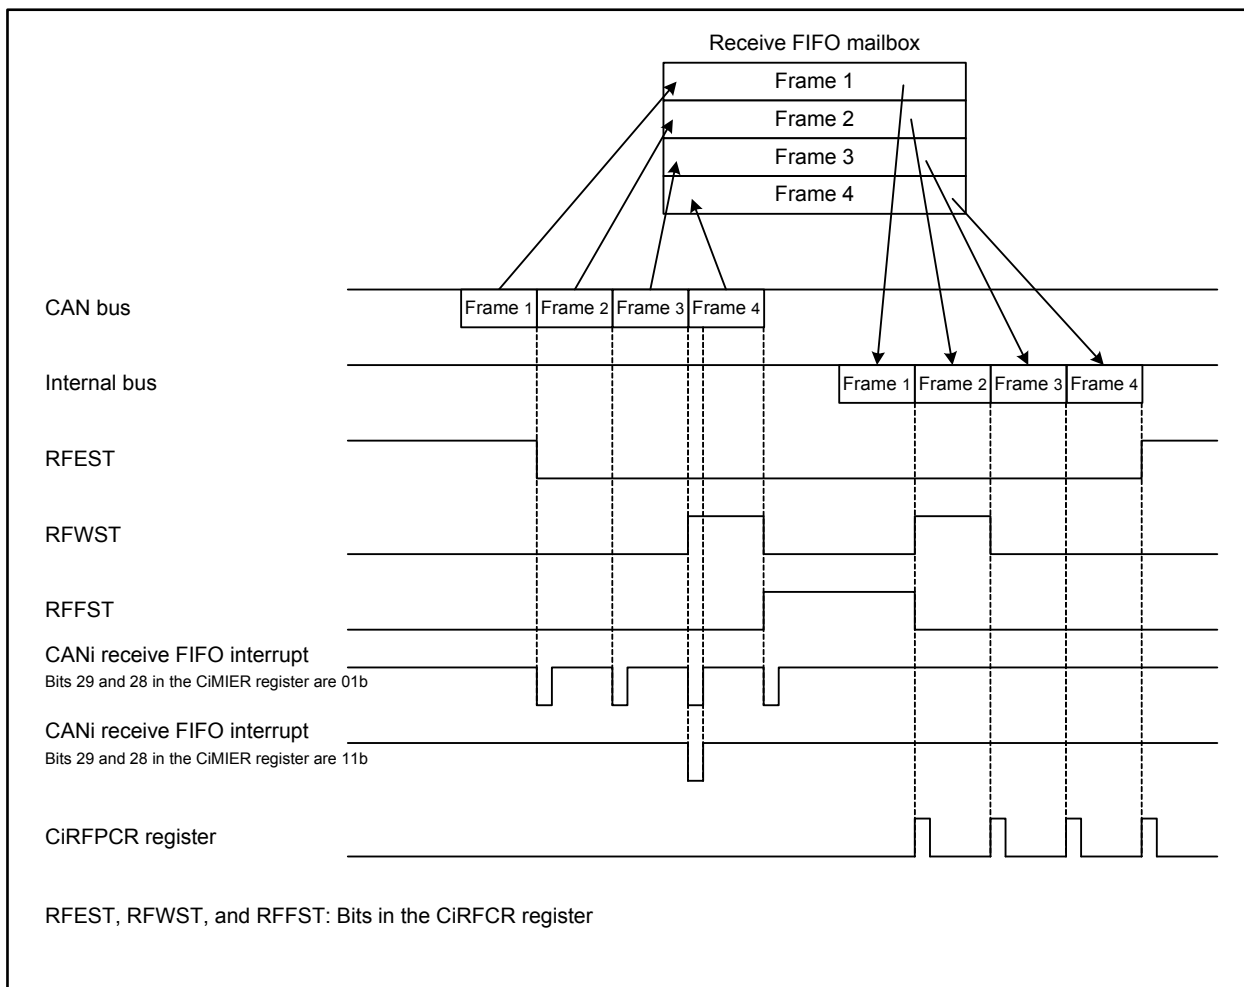 Receive FIFO mailbox
Frame 1
Frame 2
Frame 3
Frame 4
CAN bus
Frame 1 Frame 2 Frame 3 Frame 4
Internal bus
Frame 1 Frame 2 Frame 3 Frame 4
RFEST
RFWST
RFFST
CANi receive FIFO interrupt
Bits 29 and 28 in the CiMIER register are 01b
CANi receive FIFO interrupt
Bits 29 and 28 in the CiMIER register are 11b
CiRFPCR register
RFEST, RFWST, and RFFST: Bits in the CiRFCR register